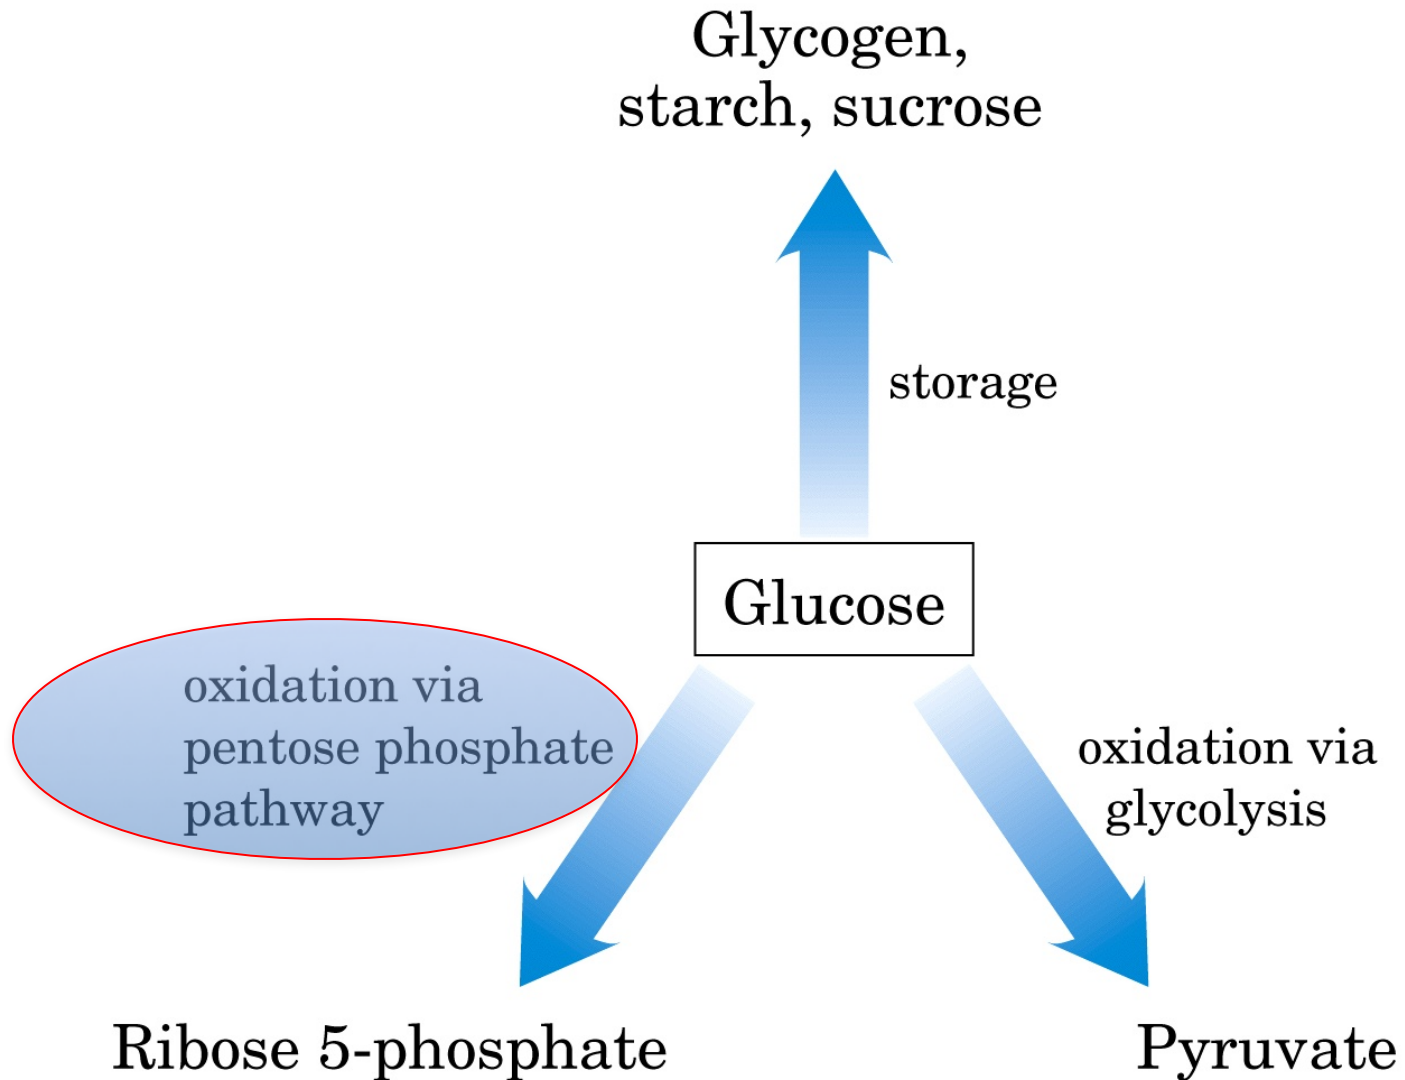 Glycogen,
starch, sucrose
storage
Glucose
oxidation via
pentose phosphate
pathway
oxidation via
glycolysis
Ribose 5-phosphate
Pyruvate